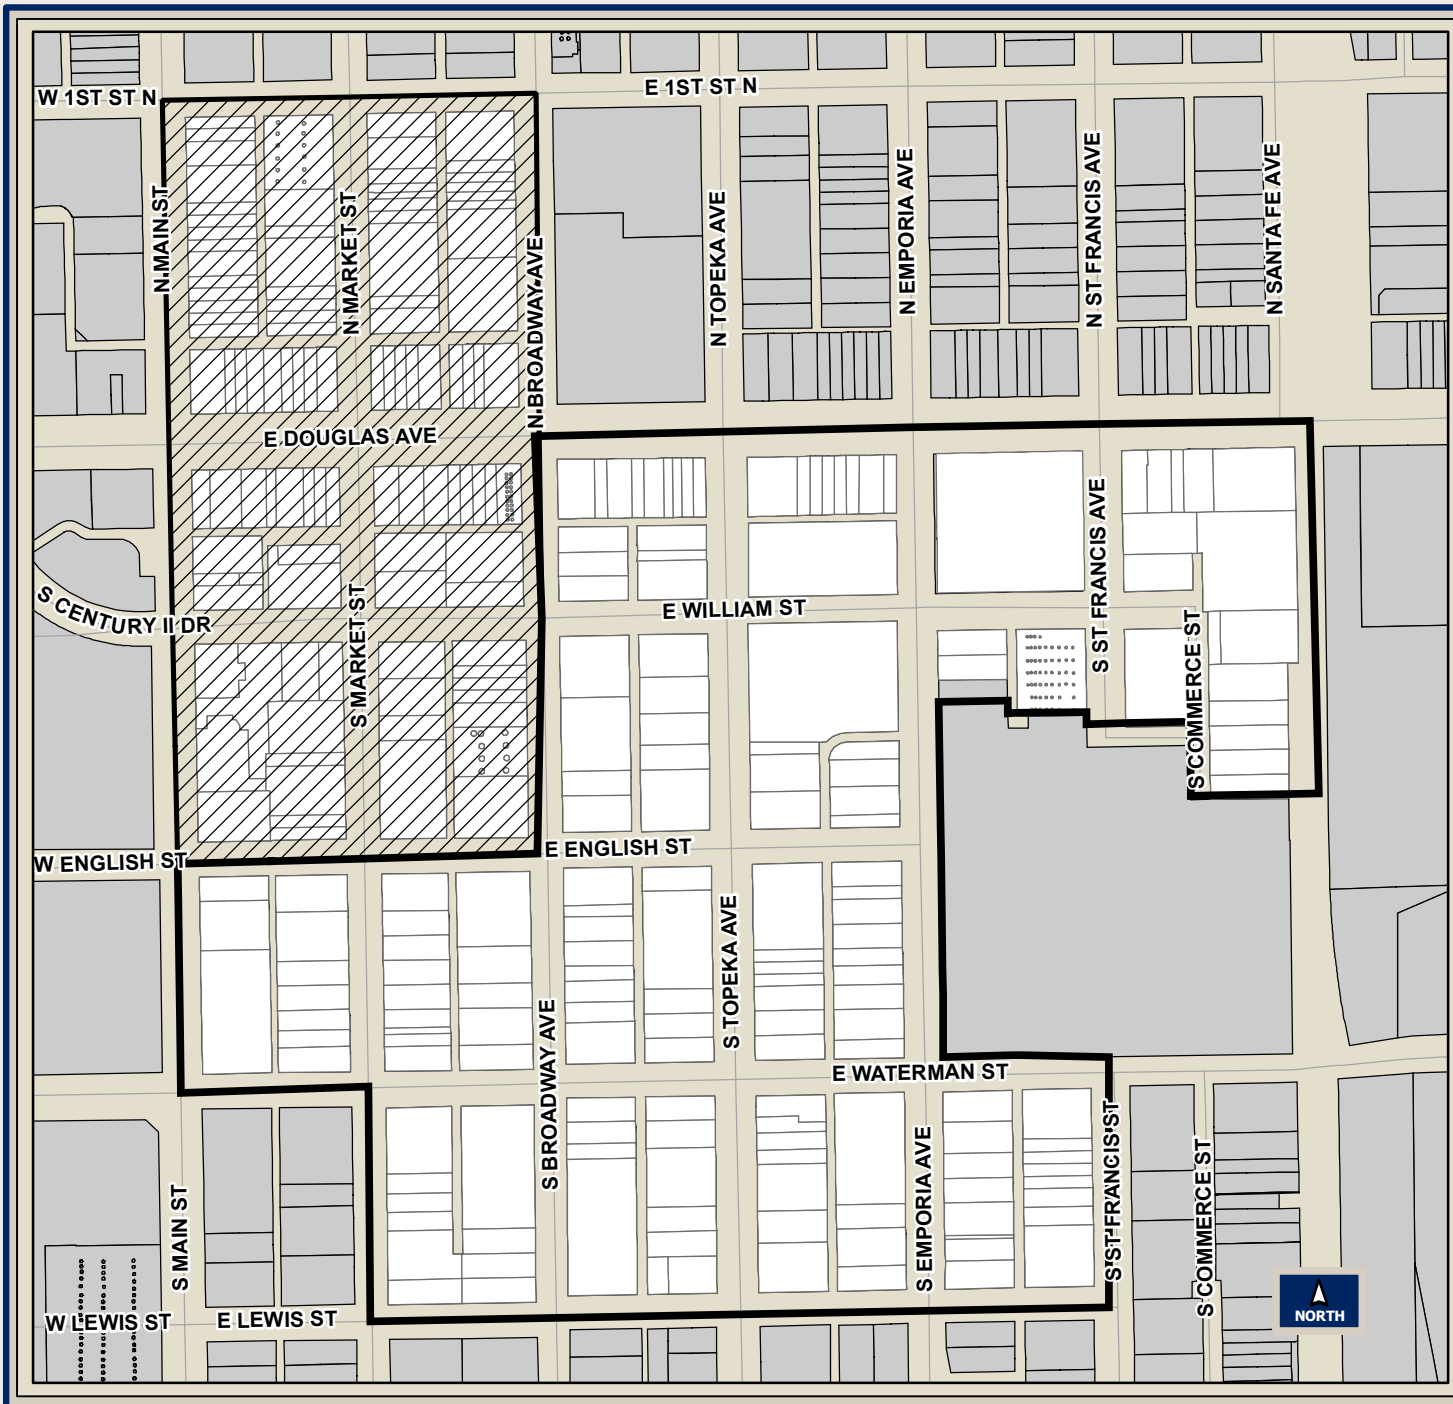 W 1ST ST N
E 1ST ST N
N MAIN ST
N MARKET ST
N BROADWAY AVE
N TOPEKA AVE
N EMPORIA AVE
N ST FRANCIS AVE
N SANTA FE AVE
E DOUGLAS AVE
S CENTURY II DR
S MARKET ST
E WILLIAM ST
S ST FRANCIS AVE
S COMMERCE ST
W ENGLISH ST
E ENGLISH ST
S BROADWAY AVE
S TOPEKA AVE
E WATERMAN ST
S MAIN ST
S EMPORIA AVE
S ST FRANCIS ST
S COMMERCE ST
W LEWIS ST
E LEWIS ST
NORTH